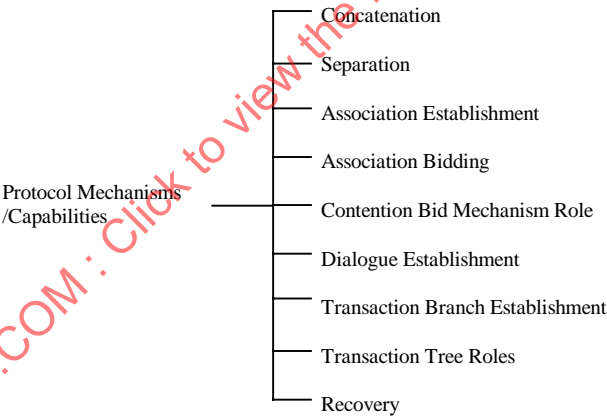 Concatenation
Separation
Association Establishment
Association Bidding
Protocol Mechanisms
/Capabilities
Contention Bid Mechanism Role
Dialogue Establishment
Transaction Branch Establishment
Transaction Tree Roles
Recovery
.COM : Click to view the